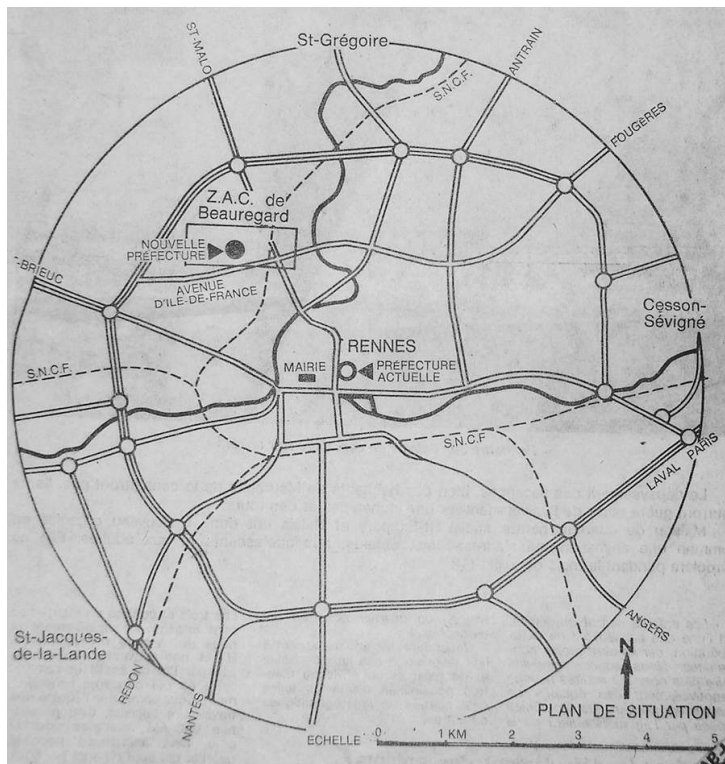 ST-MALO
St-Grégoire
S.N.C.F.
ANTRAIN
FOUGÈRES
Z.A.C. de
Beauregard
NOUVELLE
PRÉFECTURE
-BRIEUC
AVENUE
D'ILE-DE-FRANCE
Cesson-
Sévigné
RENNES
MAIRIE
PRÉFECTURE
ACTUELLE
S.N.C.F.
S.N.C.F
LAVAL PARIS
ANGERS
St-Jacques-
de-la-Lande
REDON
NANTES
N
PLAN DE SITUATION
ECHELLE
0 1 KM 2 3 4 5